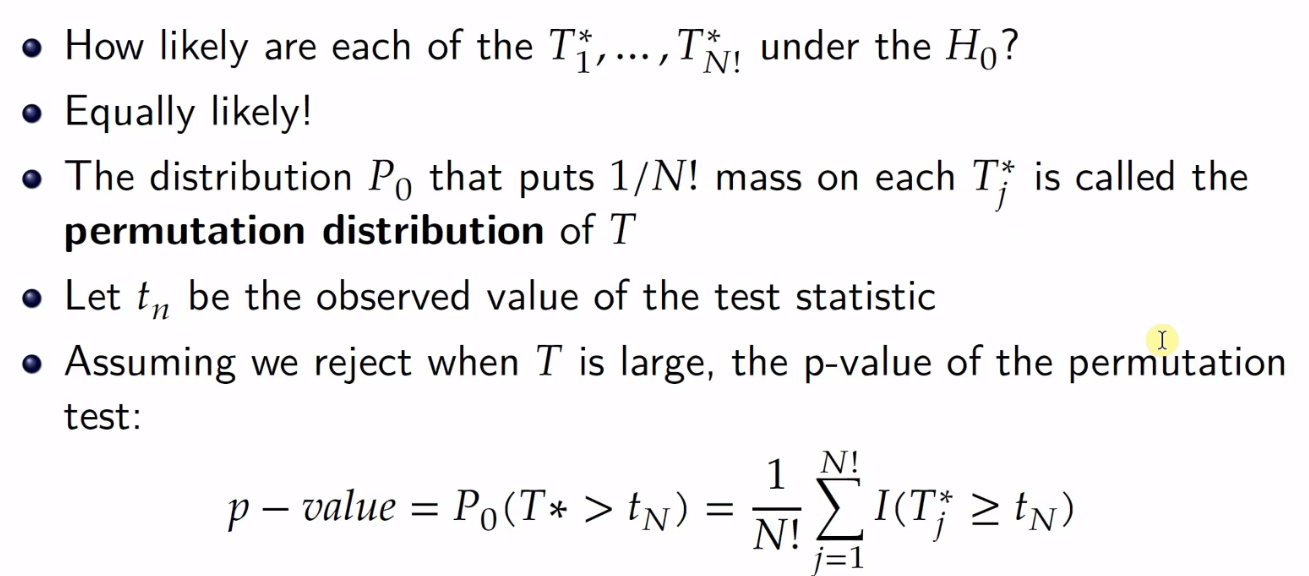 How likely are each of the $T_1^*, \ldots, T_{N!}^*$ under the $H_0$?
Equally likely!
The distribution $P_0$ that puts $1/N!$ mass on each $T_j^*$ is called the
permutation distribution of $T$
Let $t_n$ be the observed value of the test statistic
Assuming we reject when $T$ is large, the p-value of the permutation
test:
$p - value = P_0(T* > t_N) = \frac{1}{N!} \sum_{j=1}^{N!} I(T_j^* \geq t_N)$